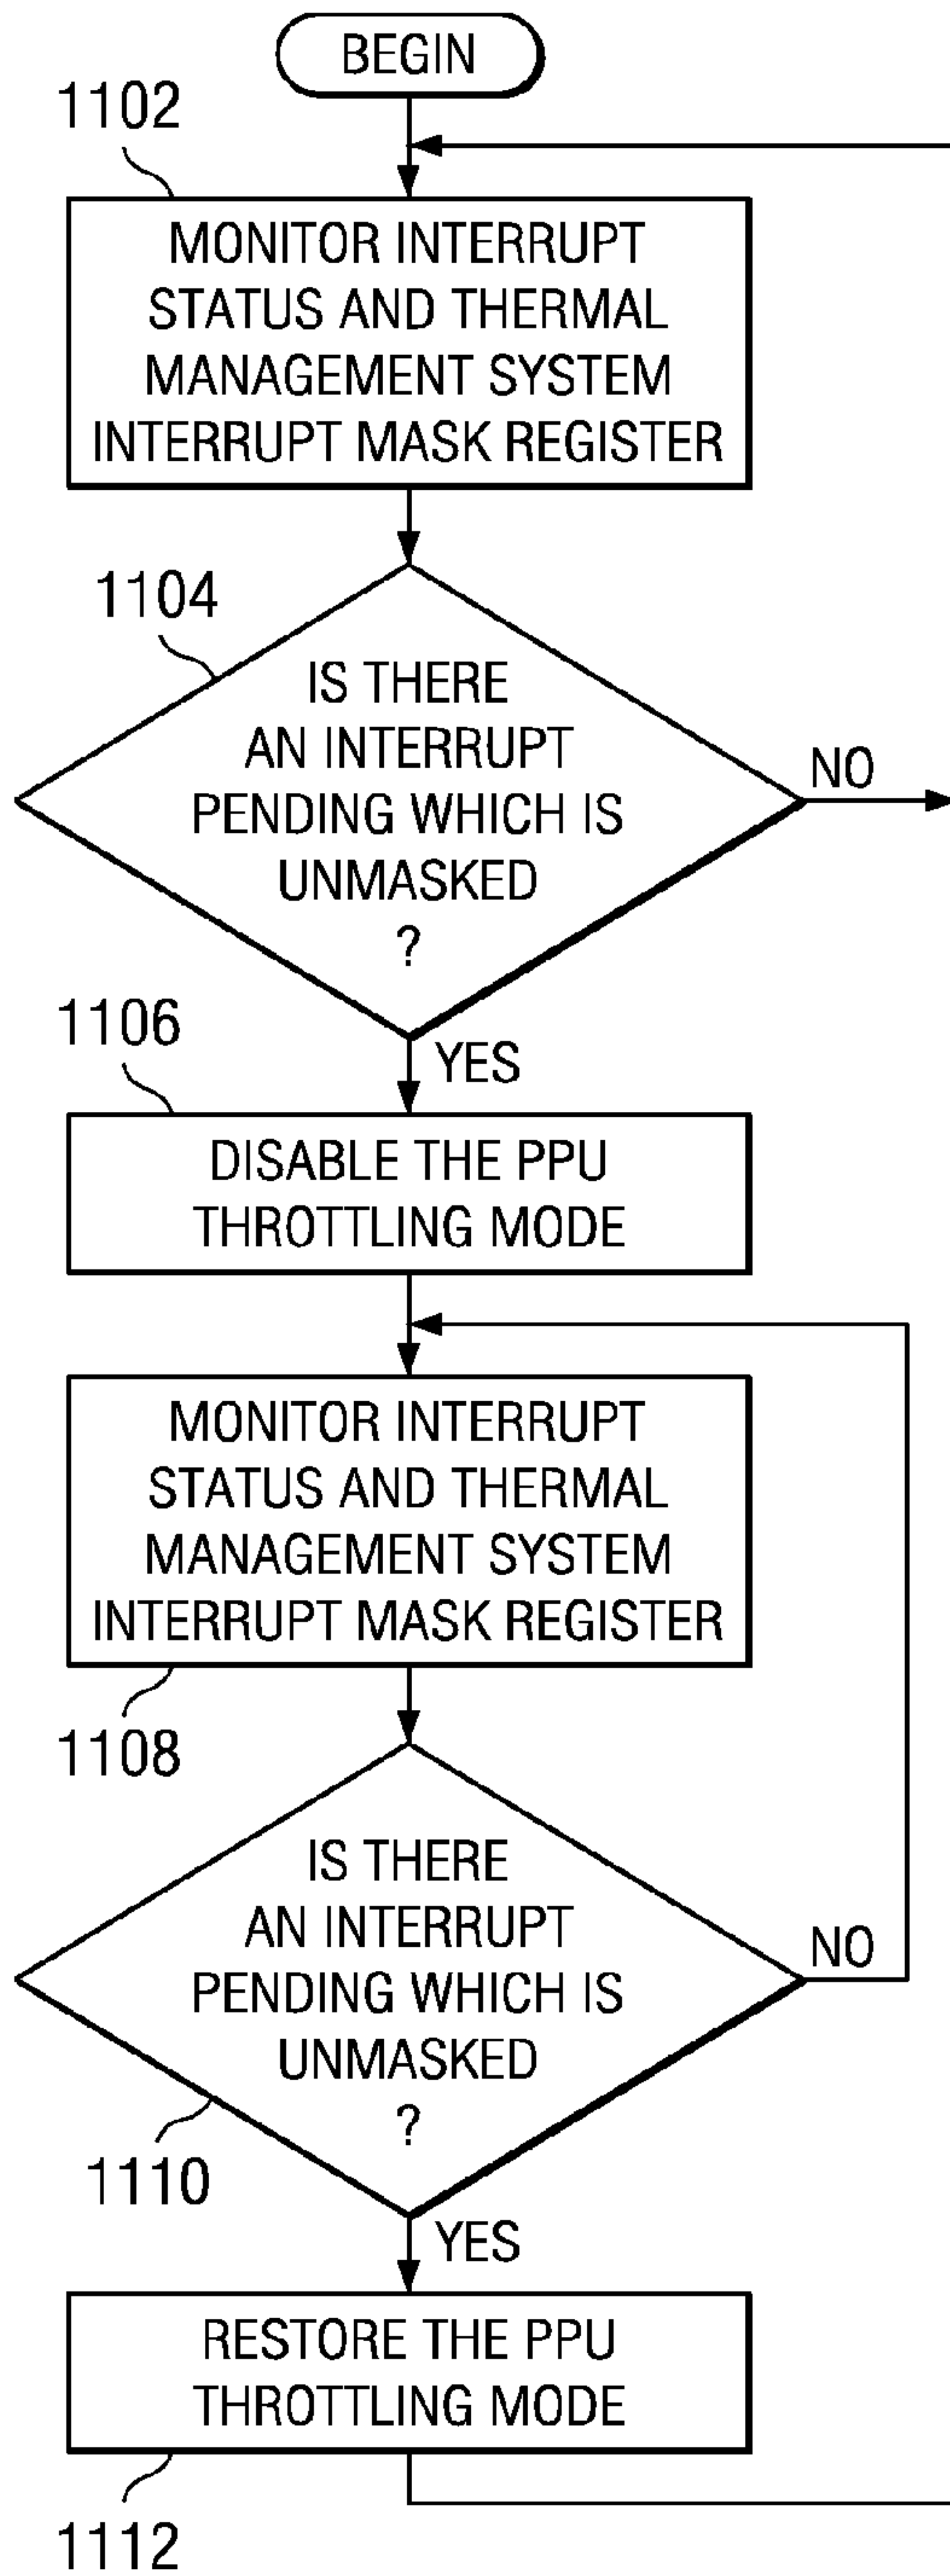 BEGIN
1102
MONITOR INTERRUPT
STATUS AND THERMAL
MANAGEMENT SYSTEM
INTERRUPT MASK REGISTER
1104
IS THERE
AN INTERRUPT
PENDING WHICH IS
UNMASKED
?
NO
YES
1106
DISABLE THE PPU
THROTTLING MODE
MONITOR INTERRUPT
STATUS AND THERMAL
MANAGEMENT SYSTEM
INTERRUPT MASK REGISTER
1108
IS THERE
AN INTERRUPT
PENDING WHICH IS
UNMASKED
?
NO
1110
YES
RESTORE THE PPU
THROTTLING MODE
1112